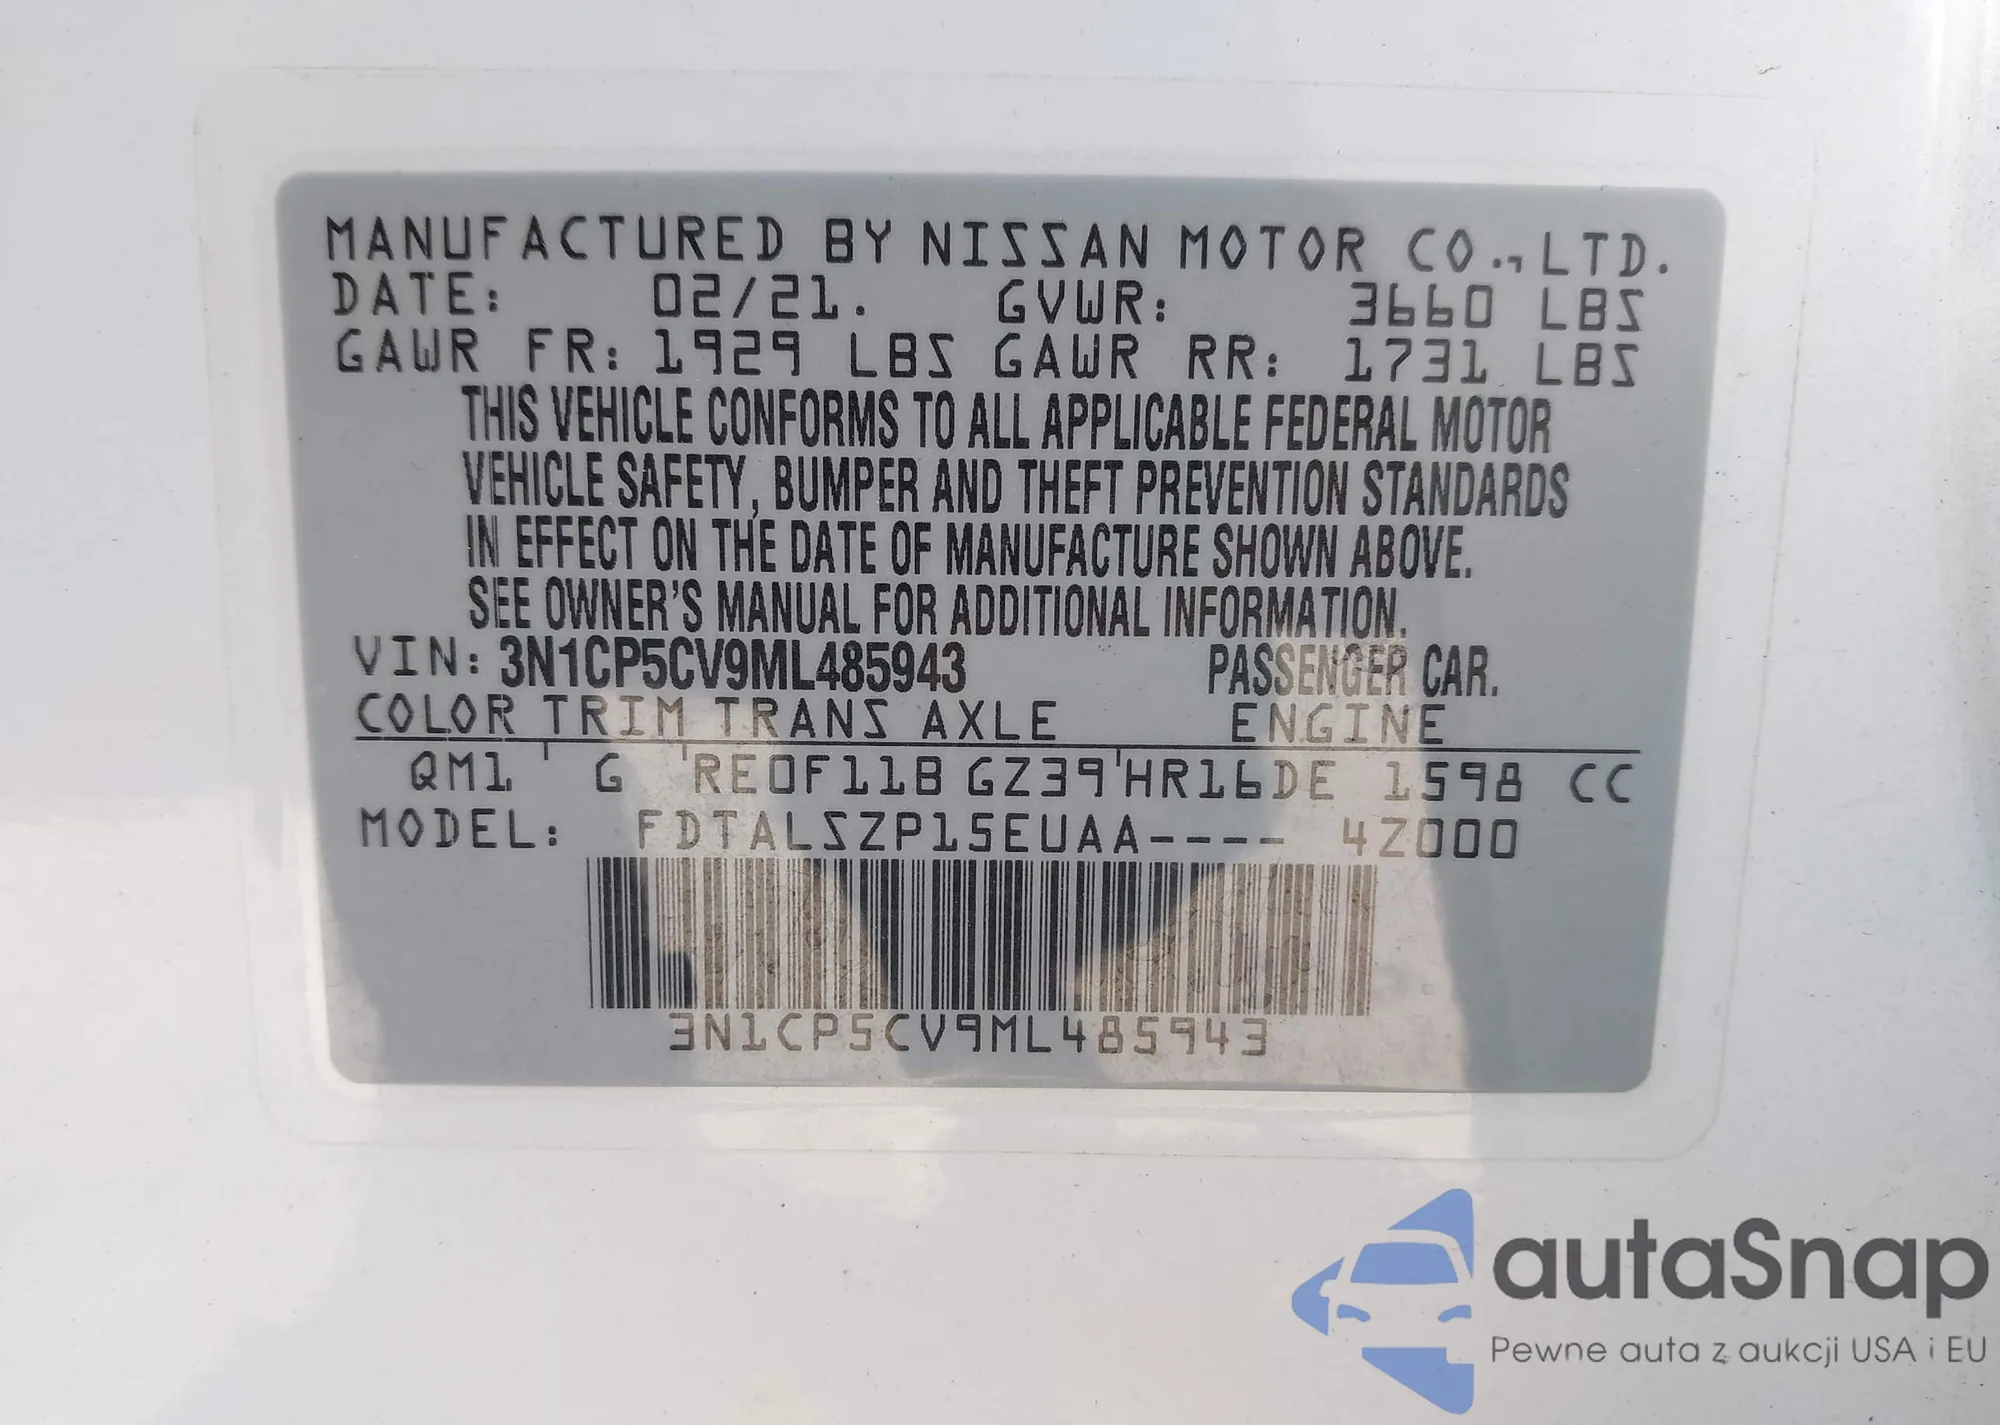 MANUFACTURED BY NISSAN MOTOR CO.,LTD.
DATE: 02/21. GVWR: 3660 LBS
GAWR FR: 1929 LBS GAWR RR: 1731 LBS
THIS VEHICLE CONFORMS TO ALL APPLICABLE FEDERAL MOTOR
VEHICLE SAFETY, BUMPER AND THEFT PREVENTION STANDARDS
IN EFFECT ON THE DATE OF MANUFACTURE SHOWN ABOVE.
SEE OWNER'S MANUAL FOR ADDITIONAL INFORMATION.
VIN: 3N1CP5CV9ML485943 PASSENGER CAR.
COLOR TRIM TRANS AXLE ENGINE
QM1 G RE0F11B GZ39 HR16DE 1598 CC
MODEL: FDTALSZP15EUAA---- 4Z000
3N1CP5CV9ML485943
autaSnap
Pewne auta z aukcji USA i EU